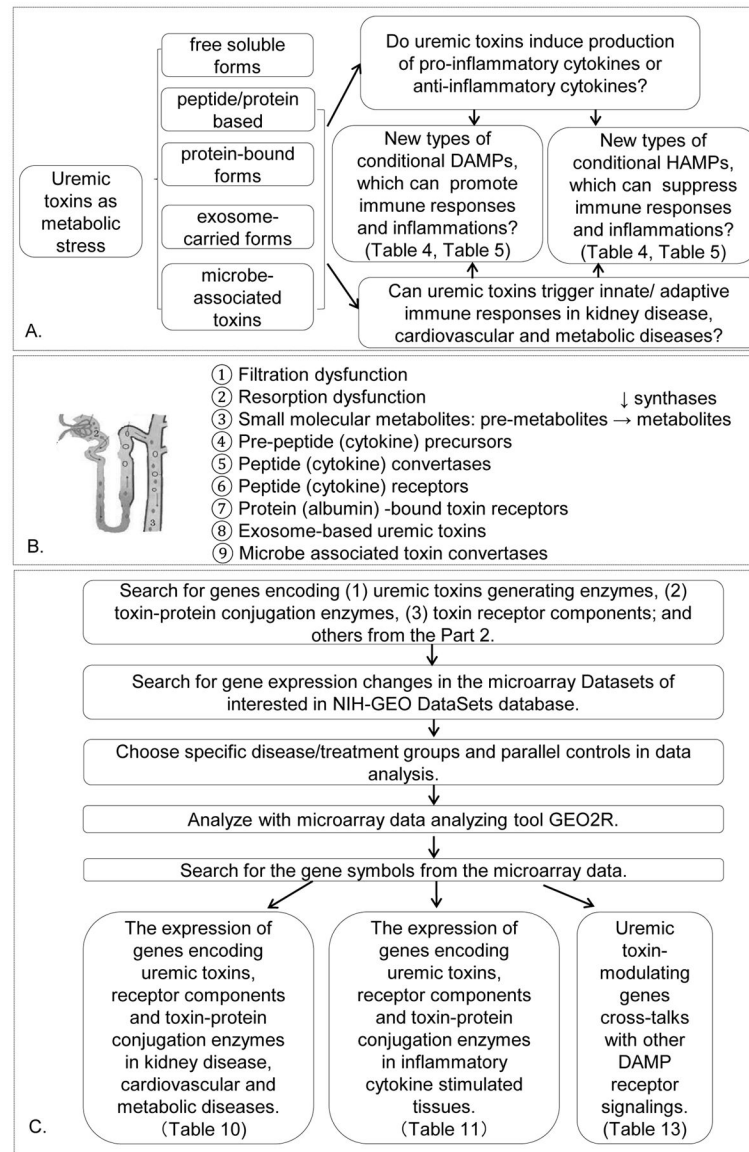 Uremic
toxins as
metabolic
stress
free soluble
forms
peptide/protein
based
protein-bound
forms
exosome-
carried forms
microbe-
associated
toxins
Do uremic toxins induce production
of pro-inflammatory cytokines or
anti-inflammatory cytokines?
New types of
conditional DAMPs,
which can promote
immune responses
and inflammations?
(Table 4, Table 5)
New types of
conditional HAMPs,
which can suppress
immune responses
and inflammations?
(Table 4, Table 5)
Can uremic toxins trigger innate/ adaptive
immune responses in kidney disease,
cardiovascular and metabolic diseases?
A.
① Filtration dysfunction
② Resorption dysfunction ↓ synthases
③ Small molecular metabolites: pre-metabolites → metabolites
④ Pre-peptide (cytokine) precursors
⑤ Peptide (cytokine) convertases
⑥ Peptide (cytokine) receptors
⑦ Protein (albumin) -bound toxin receptors
⑧ Exosome-based uremic toxins
⑨ Microbe associated toxin convertases
2
3
B.
Search for genes encoding (1) uremic toxins generating enzymes, (2)
toxin-protein conjugation enzymes, (3) toxin receptor components; and
others from the Part 2.
Search for gene expression changes in the microarray Datasets of
interested in NIH-GEO DataSets database.
Choose specific disease/treatment groups and parallel controls in data
analysis.
Analyze with microarray data analyzing tool GEO2R.
Search for the gene symbols from the microarray data.
The expression of
genes encoding
uremic toxins,
receptor components
and toxin-protein
conjugation enzymes
in kidney disease,
cardiovascular and
metabolic diseases.
(Table 10)
The expression of
genes encoding
uremic toxins,
receptor components
and toxin-protein
conjugation enzymes
in inflammatory
cytokine stimulated
tissues.
(Table 11)
Uremic
toxin-
modulating
genes
cross-talks
with other
DAMP
receptor
signalings.
(Table 13)
C.